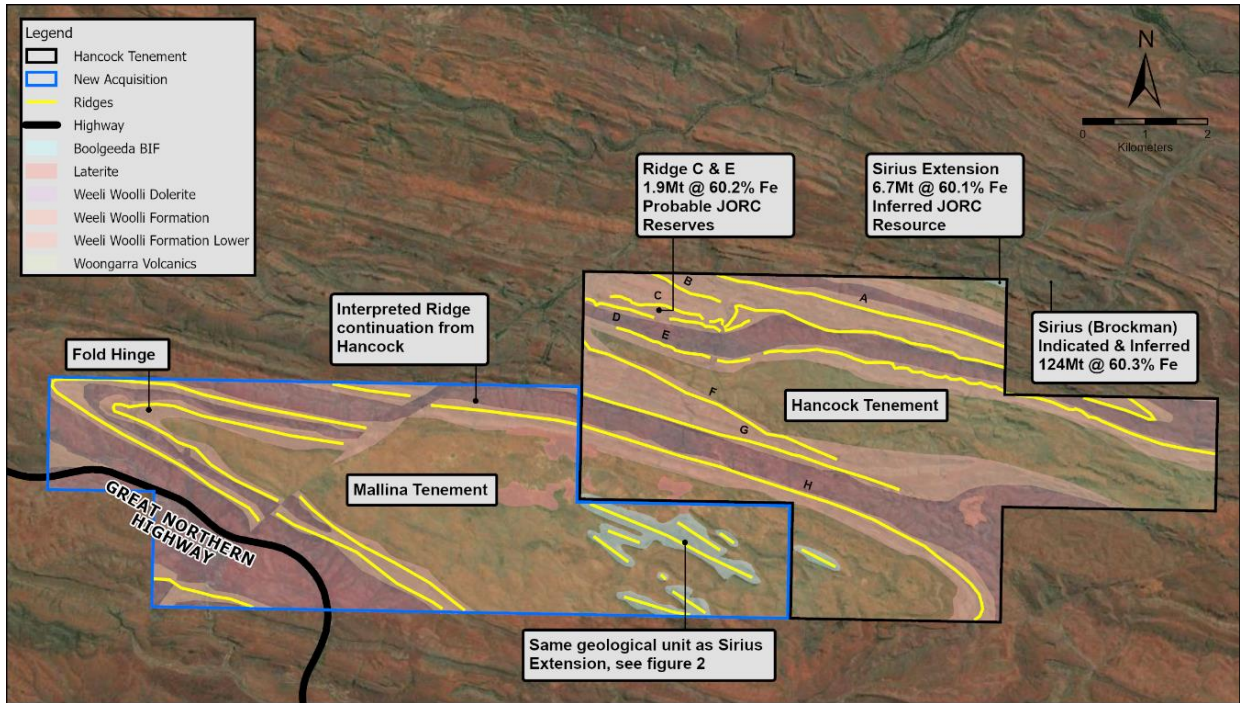 Legend
Hancock Tenement
New Acquisition
Ridges
Highway
Boolgeeda BIF
Laterite
Weeli Woolli Dolerite
Weeli Woolli Formation
Weeli Woolli Formation Lower
Woongarra Volcanics
N
0 1 2
Kilometers
Ridge C & E
1.9Mt @ 60.2% Fe
Probable JORC
Reserves
Sirius Extension
6.7Mt @ 60.1% Fe
Inferred JORC
Resource
Sirius (Brockman)
Indicated & Inferred
124Mt @ 60.3% Fe
Interpreted Ridge
continuation from
Hancock
Fold Hinge
A
B
C
D
E
F
G
H
Hancock Tenement
Mallina Tenement
GREAT NORTHERN
HIGHWAY
Same geological unit as Sirius
Extension, see figure 2